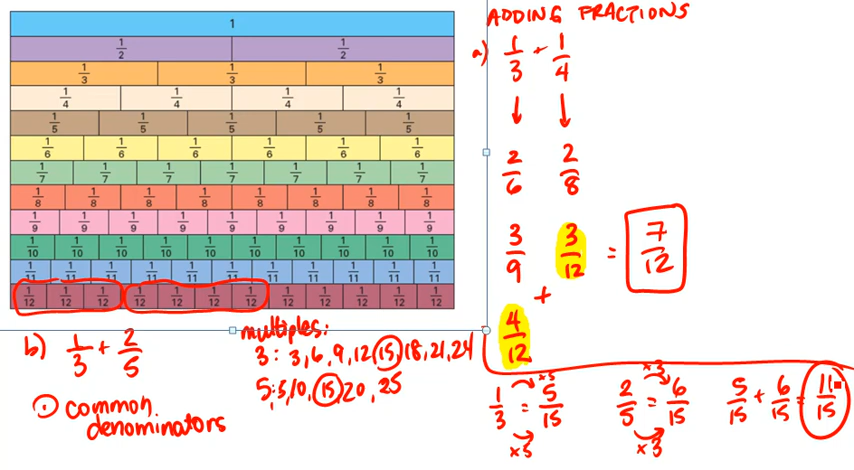 1
1/2 1/2
1/3 1/3 1/3
1/4 1/4 1/4 1/4
1/5 1/5 1/5 1/5 1/5
1/6 1/6 1/6 1/6 1/6 1/6
1/7 1/7 1/7 1/7 1/7 1/7 1/7
1/8 1/8 1/8 1/8 1/8 1/8 1/8 1/8
1/9 1/9 1/9 1/9 1/9 1/9 1/9 1/9 1/9
1/10 1/10 1/10 1/10 1/10 1/10 1/10 1/10 1/10 1/10
1/11 1/11 1/11 1/11 1/11 1/11 1/11 1/11 1/11 1/11 1/11
1/12 1/12 1/12 1/12 1/12 1/12 1/12 1/12 1/12 1/12 1/12 1/12
ADDING FRACTIONS
a) 1/3 + 1/4
2/6 2/8
3/9 3/12 = 7/12
+
4/12
b) 1/3 + 2/5
① common
denominators
multiples:
3: 3, 6, 9, 12, 15, 18, 21, 24
5: 5, 10, 15, 20, 25
×5
1/3 = 5/15
×3
×3
2/5 = 6/15
×3
5/15 + 6/15 = 11/15